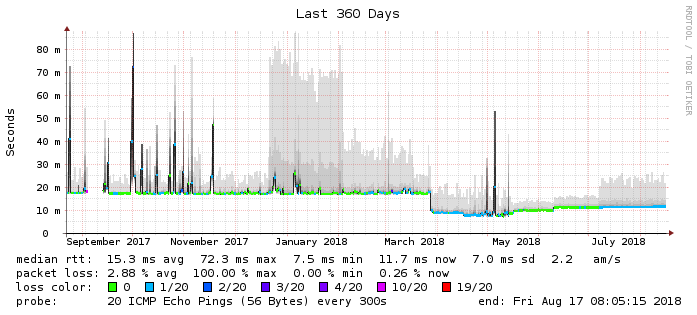 Last 360 Days
RRDTOOL / TOBI OETIKER
Seconds
80 m
70 m
60 m
50 m
40 m
30 m
20 m
10 m
0
September 2017 November 2017 January 2018 March 2018 May 2018 July 2018
median rtt: 15.3 ms avg 72.3 ms max 7.5 ms min 11.7 ms now 7.0 ms sd 2.2 am/s
packet loss: 2.88 % avg 100.00 % max 0.00 % min 0.26 % now
loss color: 0 1/20 2/20 3/20 4/20 10/20 19/20
probe: 20 ICMP Echo Pings (56 Bytes) every 300s end: Fri Aug 17 08:05:15 2018